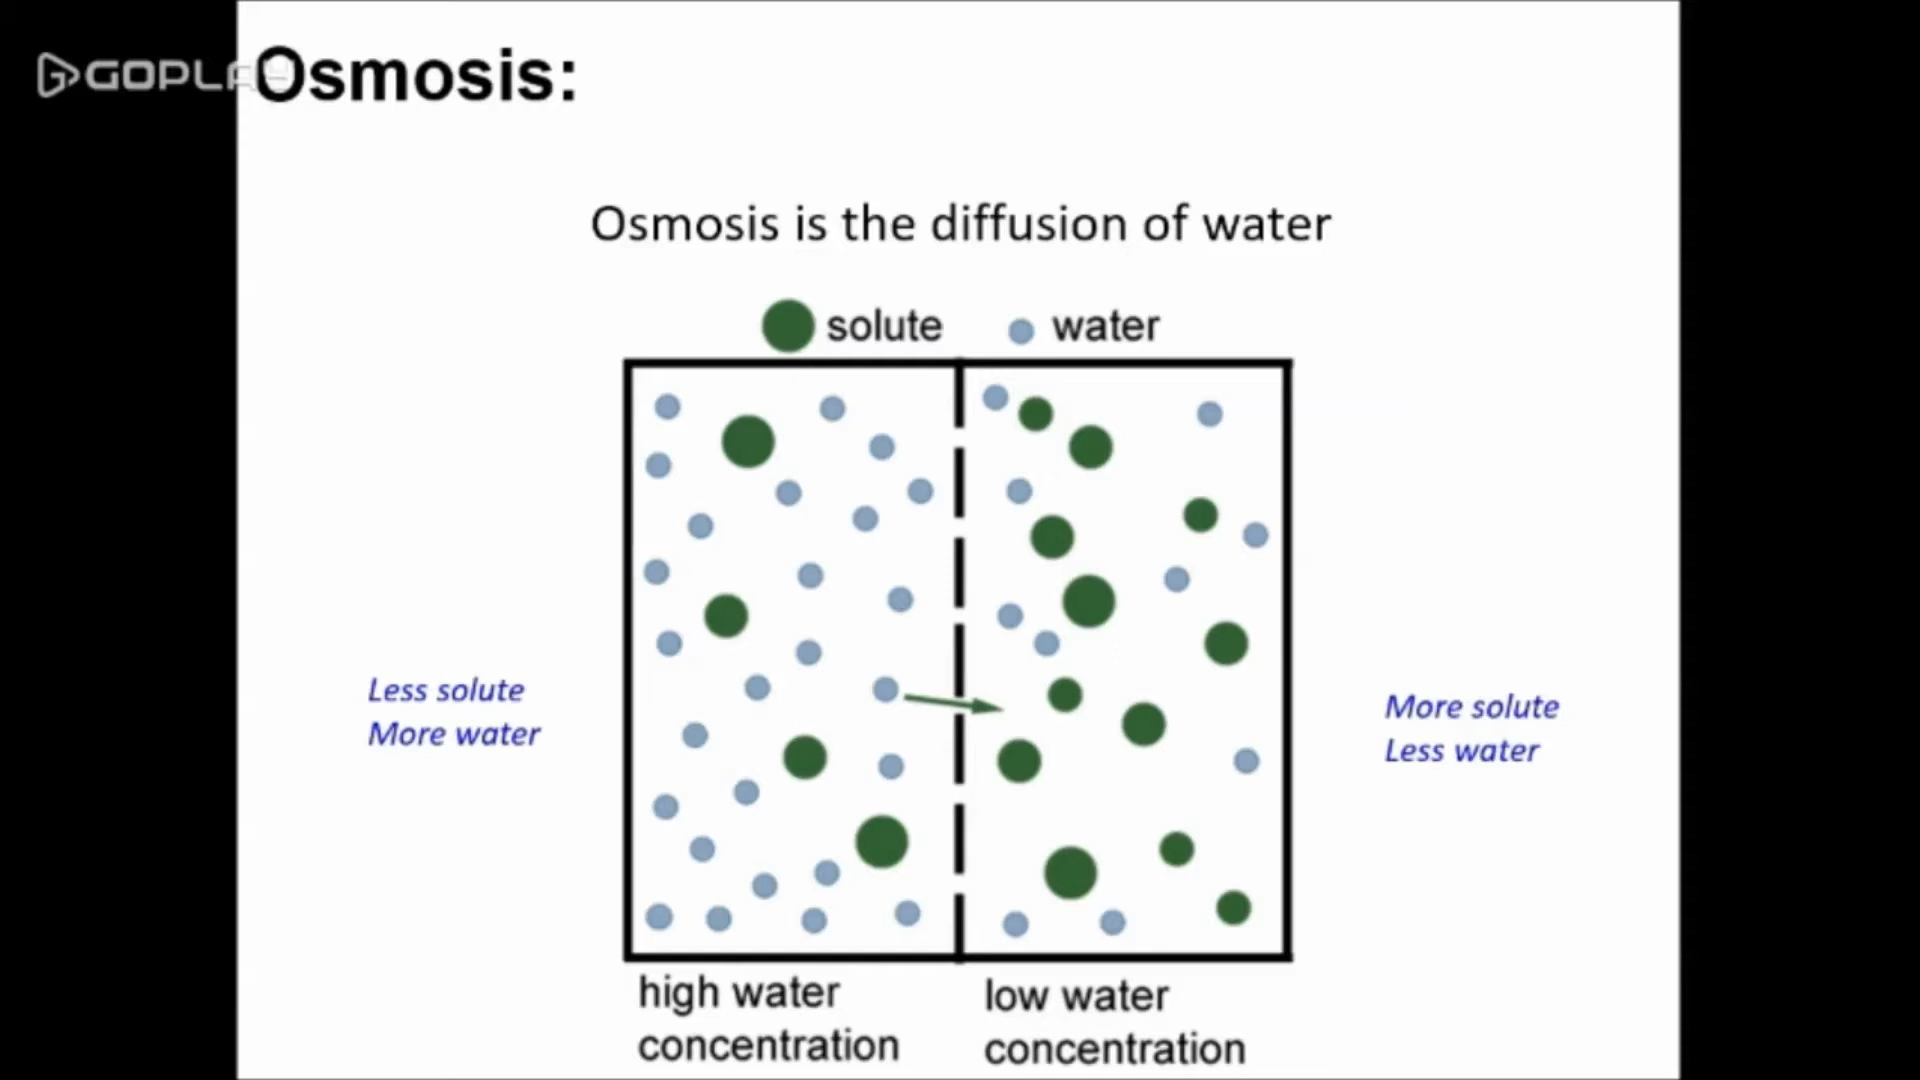 GOPLAY
Osmosis:
Osmosis is the diffusion of water
solute water
Less solute
More water
More solute
Less water
high water
concentration
low water
concentration